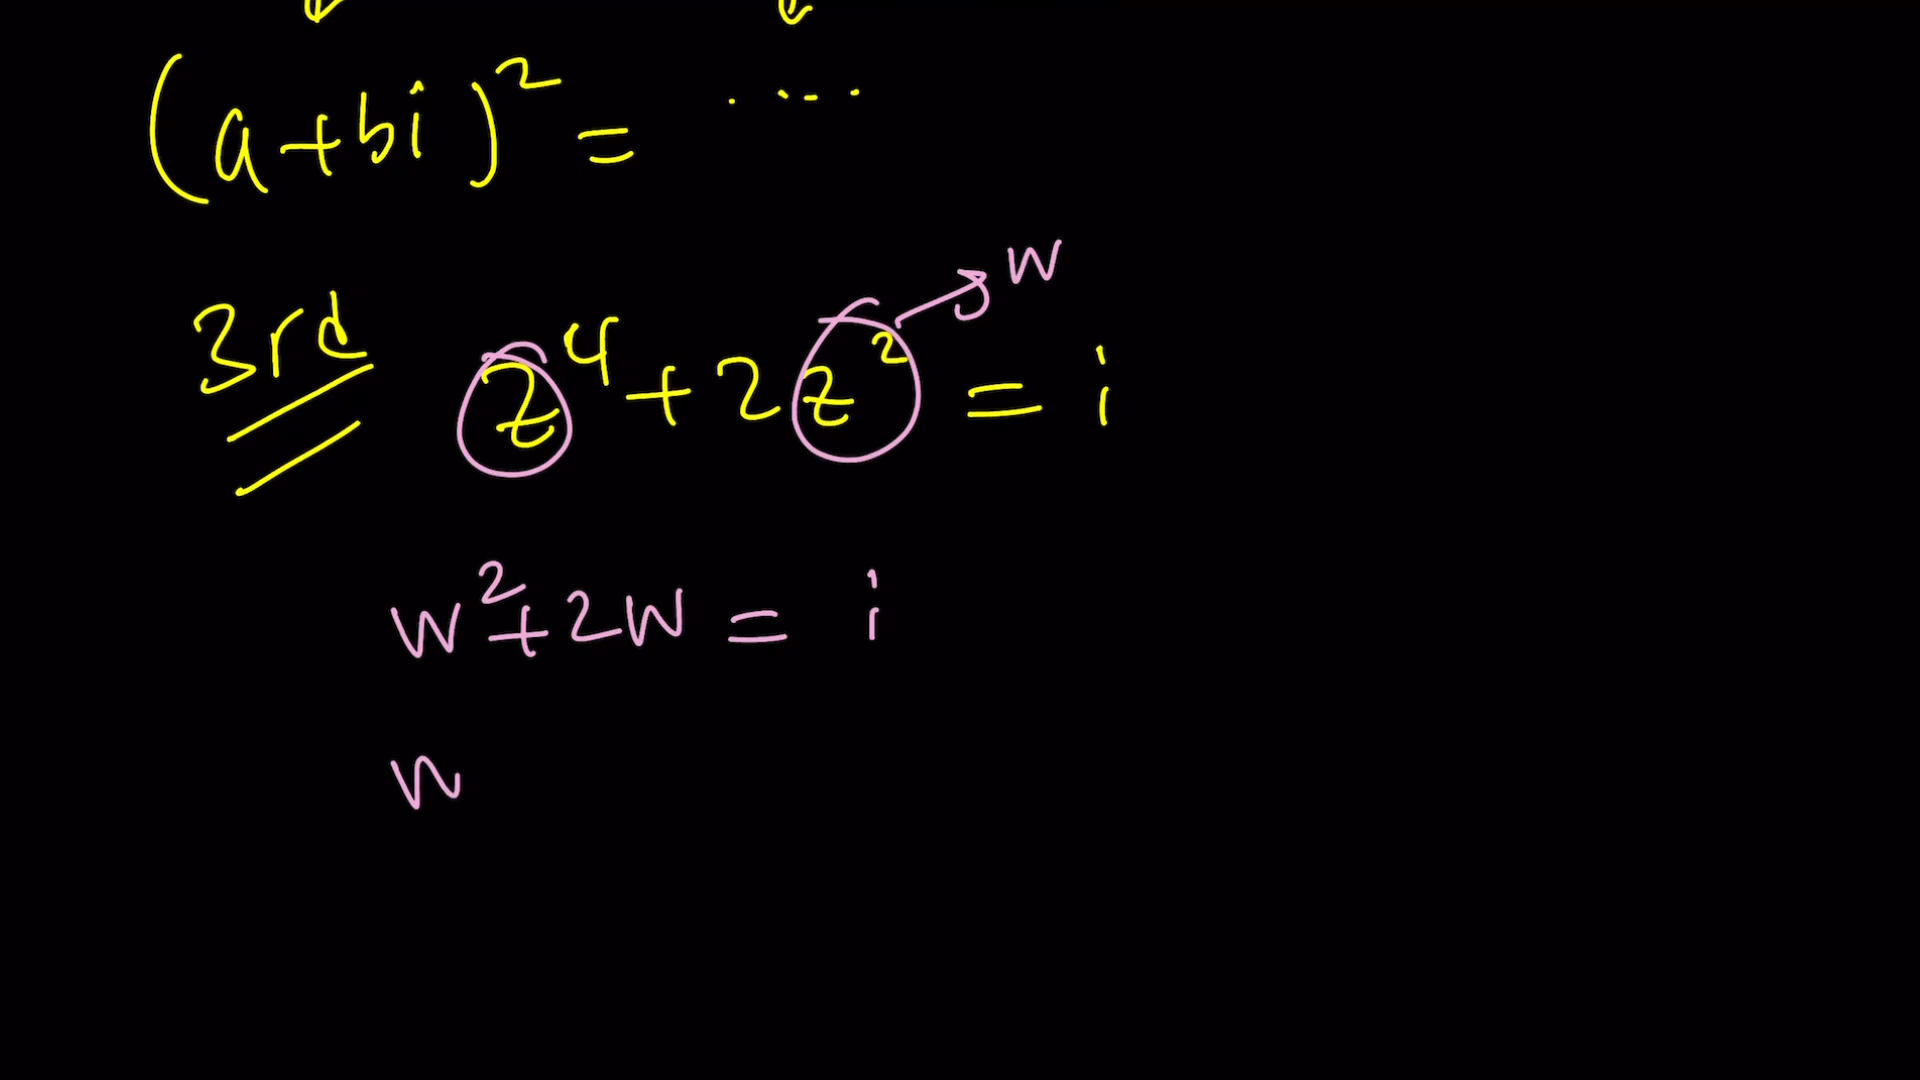 (a+bi)² = ....
w
3rd z⁴+2z² = i
w²+2w = i
w